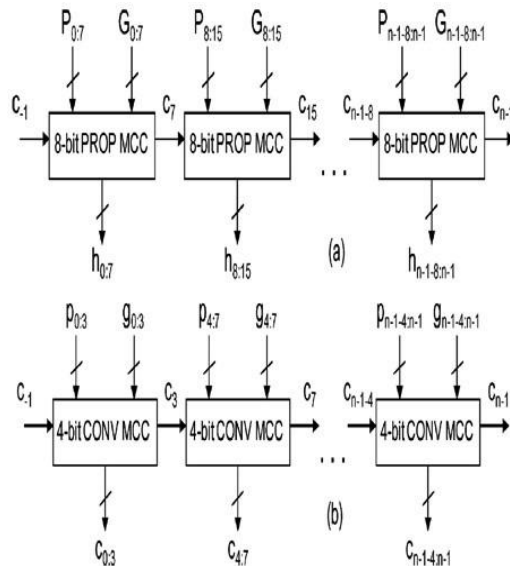 P0:7 G0:7 P8:15 G8:15 Pn-1-8:n-1 Gn-1-8:n-1
C-1 C7 C15 Cn-1-8 Cn-1
8-bit PROP MCC 8-bit PROP MCC . . . 8-bit PROP MCC
(a)
h0:7 h8:15 hn-1-8:n-1
p0:3 g0:3 p4:7 g4:7 pn-1-4:n-1 gn-1-4:n-1
C-1 C3 C7 Cn-1-4 Cn-1
4-bit CONV MCC 4-bit CONV MCC . . . 4-bit CONV MCC
(b)
C0:3 C4:7 Cn-1-4:n-1